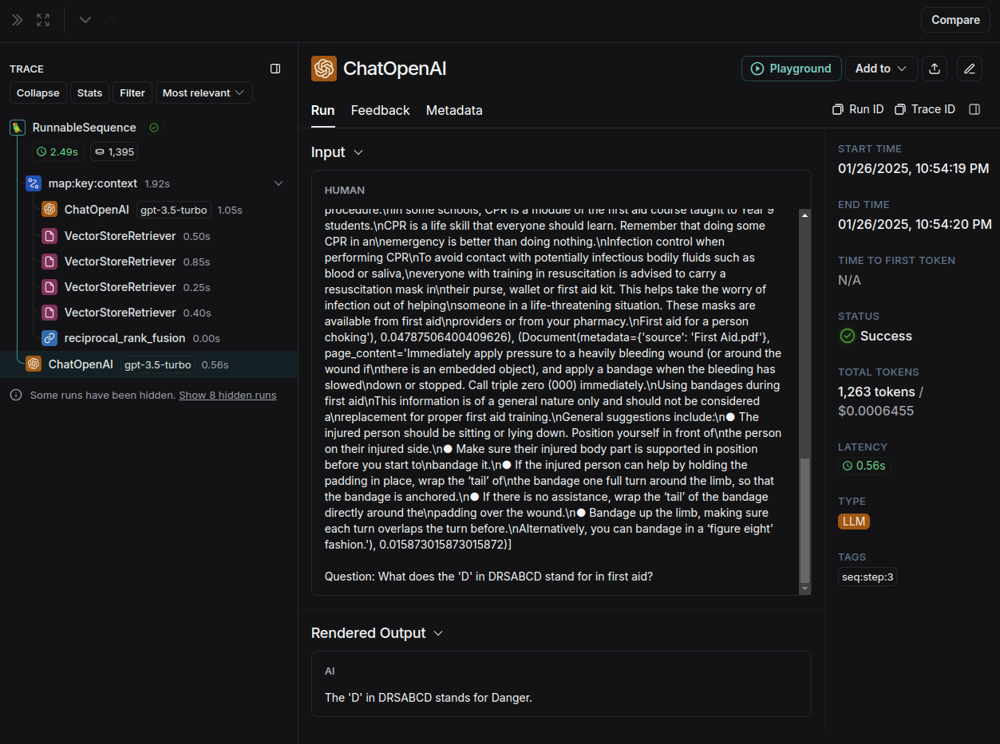 Compare
TRACE
Collapse
Stats
Filter
Most relevant
RunnableSequence
2.49s
1,395
map:key:context 1.92s
ChatOpenAI gpt-3.5-turbo 1.05s
VectorStoreRetriever 0.50s
VectorStoreRetriever 0.85s
VectorStoreRetriever 0.25s
VectorStoreRetriever 0.40s
reciprocal_rank_fusion 0.00s
ChatOpenAI gpt-3.5-turbo 0.56s
Some runs have been hidden. Show 8 hidden runs
ChatOpenAI
Playground
Add to
Run
Feedback
Metadata
Run ID
Trace ID
Input
HUMAN
procedure.\nIn some schools, CPR is a module of the first aid course taught to Year 9
students.\nCPR is a life skill that everyone should learn. Remember that doing some
CPR in an\nemergency is better than doing nothing.\nInfection control when
performing CPR\nTo avoid contact with potentially infectious bodily fluids such as
blood or saliva,\neveryone with training in resuscitation is advised to carry a
resuscitation mask in\ntheir purse, wallet or first aid kit. This helps take the worry of
infection out of helping\nsomeone in a life-threatening situation. These masks are
available from first aid\nproviders or from your pharmacy.\nFirst aid for a person
choking'), 0.04787506400409626), (Document(metadata={'source': 'First Aid.pdf'},
page_content='Immediately apply pressure to a heavily bleeding wound (or around the
wound if\nthere is an embedded object), and apply a bandage when the bleeding has
slowed\ndown or stopped. Call triple zero (000) immediately.\nUsing bandages during
first aid\nThis information is of a general nature only and should not be considered
a\nreplacement for proper first aid training.\nGeneral suggestions include:\n● The
injured person should be sitting or lying down. Position yourself in front of\nthe person
on their injured side.\n● Make sure their injured body part is supported in position
before you start to\nbandage it.\n● If the injured person can help by holding the
padding in place, wrap the ‘tail’ of\nthe bandage one full turn around the limb, so that
the bandage is anchored.\n● If there is no assistance, wrap the ‘tail’ of the bandage
directly around the\npadding over the wound.\n● Bandage up the limb, making sure
each turn overlaps the turn before.\nAlternatively, you can bandage in a ‘figure eight’
fashion.'), 0.015873015873015872)]
Question: What does the 'D' in DRSABCD stand for in first aid?
Rendered Output
AI
The 'D' in DRSABCD stands for Danger.
START TIME
01/26/2025, 10:54:19 PM
END TIME
01/26/2025, 10:54:20 PM
TIME TO FIRST TOKEN
N/A
STATUS
Success
TOTAL TOKENS
1,263 tokens /
$0.0006455
LATENCY
0.56s
TYPE
LLM
TAGS
seq:step:3